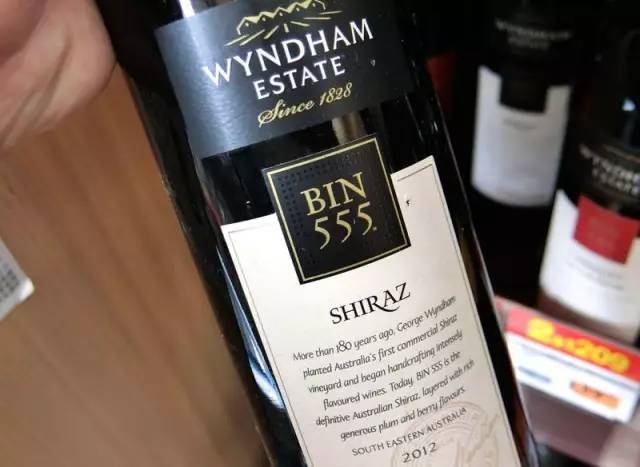 WYNDHAM
ESTATE
Since 1828
BIN
555
SHIRAZ
More than 180 years ago, George Wyndham
planted Australia's first commercial Shiraz
vineyard and began handcrafting intensely
flavoured wines. Today, BIN 555 is the
definitive Australian Shiraz, layered with rich
generous plum and berry flavours.
SOUTH EASTERN AUSTRALIA
2012
WYNDHAM